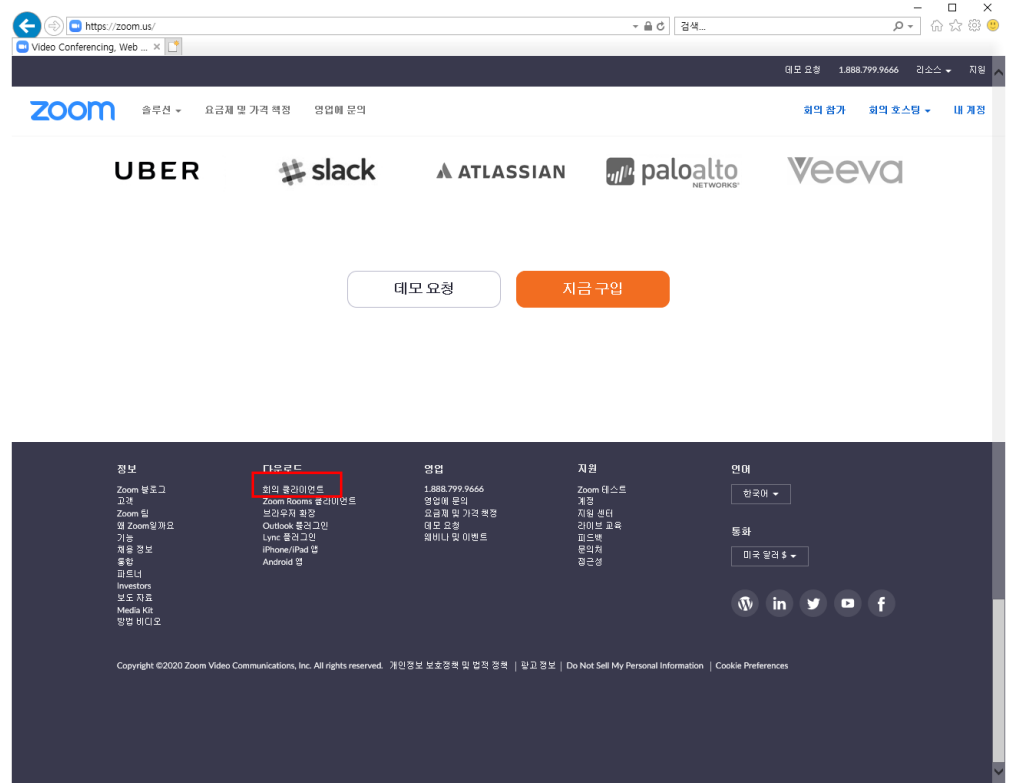 https://zoom.us/
검색...
Video Conferencing, Web ...
데모 요청 1.888.799.9666 리소스 지원
zoom 솔루션 요금제 및 가격 책정 영업에 문의 회의 참가 회의 호스팅 내 계정
UBER slack ATLASSIAN paloalto NETWORKS Veeva
데모 요청 지금 구입
정보
Zoom 블로그
고객
Zoom 팀
왜 Zoom일까요
기능
채용 정보
통합
파트너
Investors
보도 자료
Media Kit
방법 비디오
다운로드
회의 클라이언트
Zoom Rooms 클라이언트
브라우저 확장
Outlook 플러그인
Lync 플러그인
iPhone/iPad 앱
Android 앱
영업
1.888.799.9666
영업에 문의
요금제 및 가격 책정
데모 요청
웨비나 및 이벤트
지원
Zoom 테스트
계정
지원 센터
라이브 교육
피드백
문의처
접근성
언어
한국어
통화
미국 달러 $
Copyright ©2020 Zoom Video Communications, Inc. All rights reserved. 개인정보 보호정책 및 법적 정책 | 광고 정보 | Do Not Sell My Personal Information | Cookie Preferences